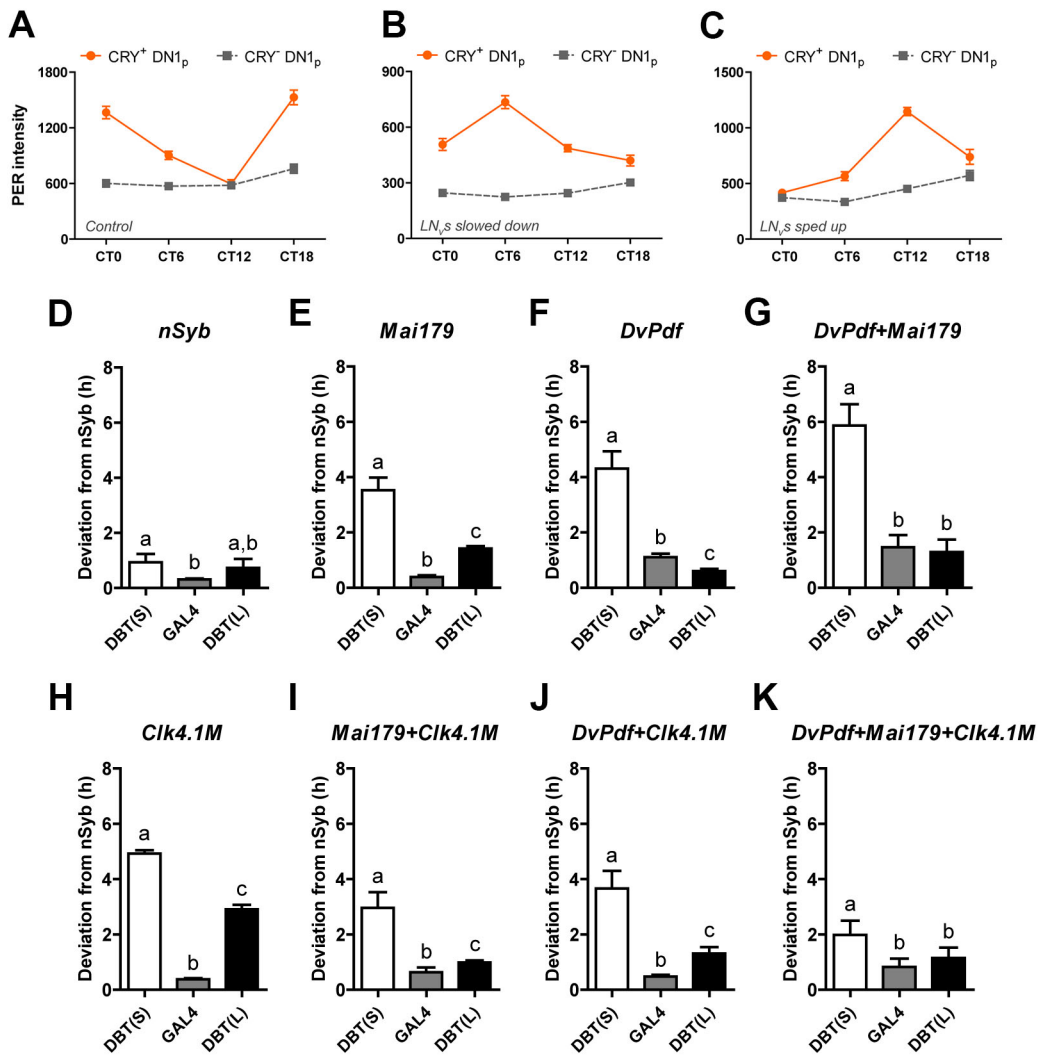 A
CRY⁺ DN1ₚ CRY⁻ DN1ₚ
PER intensity
1800
1200
600
0
Control
CT0 CT6 CT12 CT18
B
CRY⁺ DN1ₚ CRY⁻ DN1ₚ
900
600
300
0
LNᵥs slowed down
CT0 CT6 CT12 CT18
C
CRY⁺ DN1ₚ CRY⁻ DN1ₚ
1500
1000
500
0
LNᵥs sped up
CT0 CT6 CT12 CT18
D
nSyb
Deviation from nSyb (h)
8
6
4
2
0
a b a,b
DBT(S) GAL4 DBT(L)
E
Mai179
Deviation from nSyb (h)
8
6
4
2
0
a b c
DBT(S) GAL4 DBT(L)
F
DvPdf
Deviation from nSyb (h)
8
6
4
2
0
a b c
DBT(S) GAL4 DBT(L)
G
DvPdf+Mai179
Deviation from nSyb (h)
8
6
4
2
0
a b b
DBT(S) GAL4 DBT(L)
H
Clk4.1M
Deviation from nSyb (h)
8
6
4
2
0
a b c
DBT(S) GAL4 DBT(L)
I
Mai179+Clk4.1M
Deviation from nSyb (h)
8
6
4
2
0
a b c
DBT(S) GAL4 DBT(L)
J
DvPdf+Clk4.1M
Deviation from nSyb (h)
8
6
4
2
0
a b c
DBT(S) GAL4 DBT(L)
K
DvPdf+Mai179+Clk4.1M
Deviation from nSyb (h)
8
6
4
2
0
a b b
DBT(S) GAL4 DBT(L)